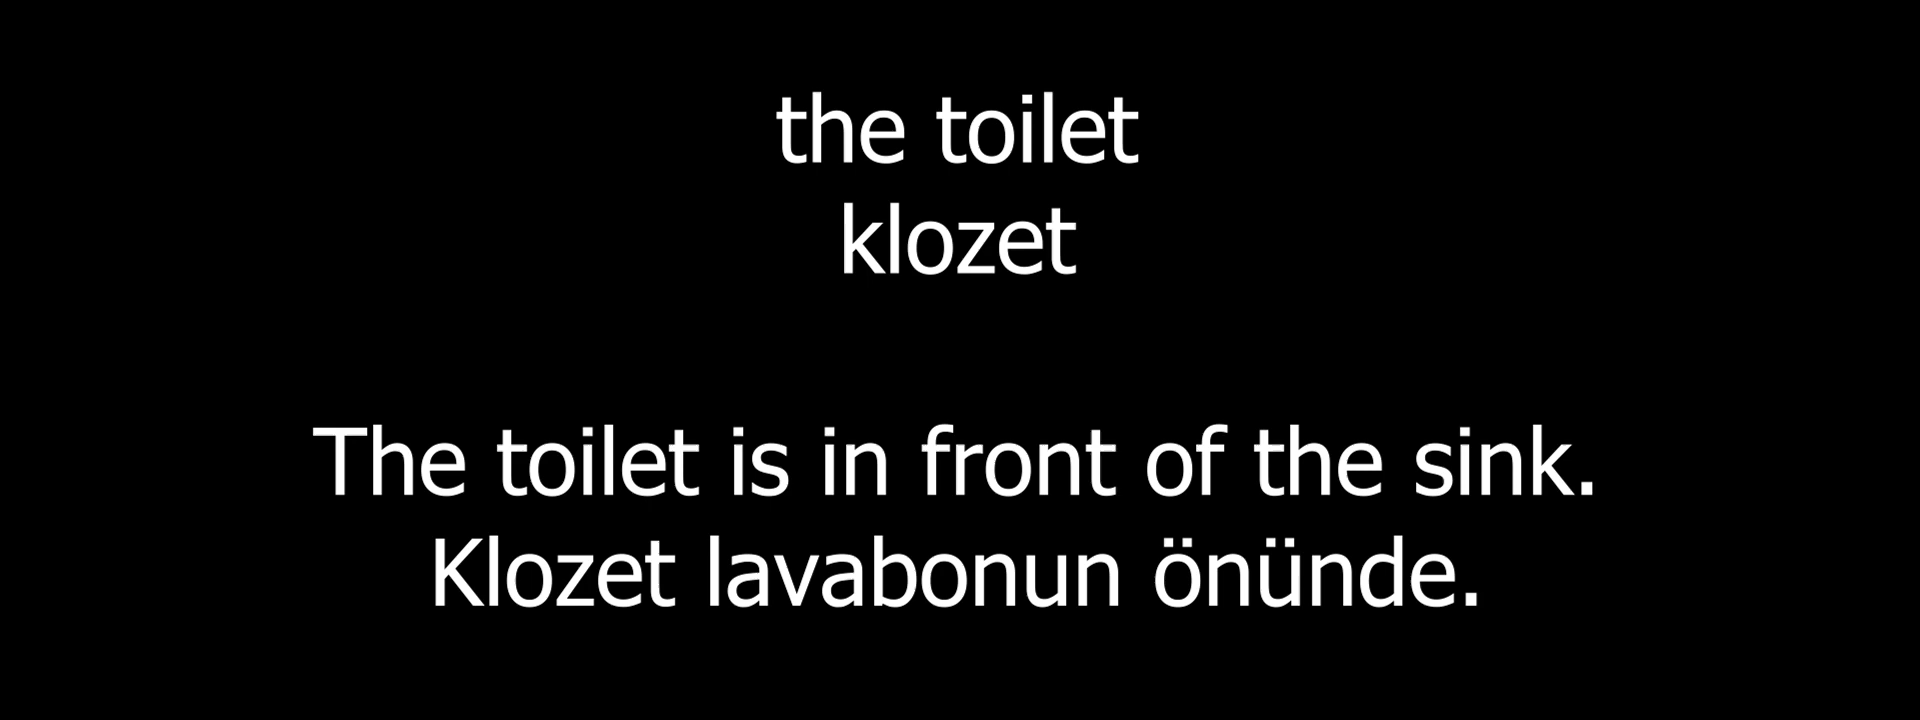 the toilet
klozet
The toilet is in front of the sink.
Klozet lavabonun önünde.